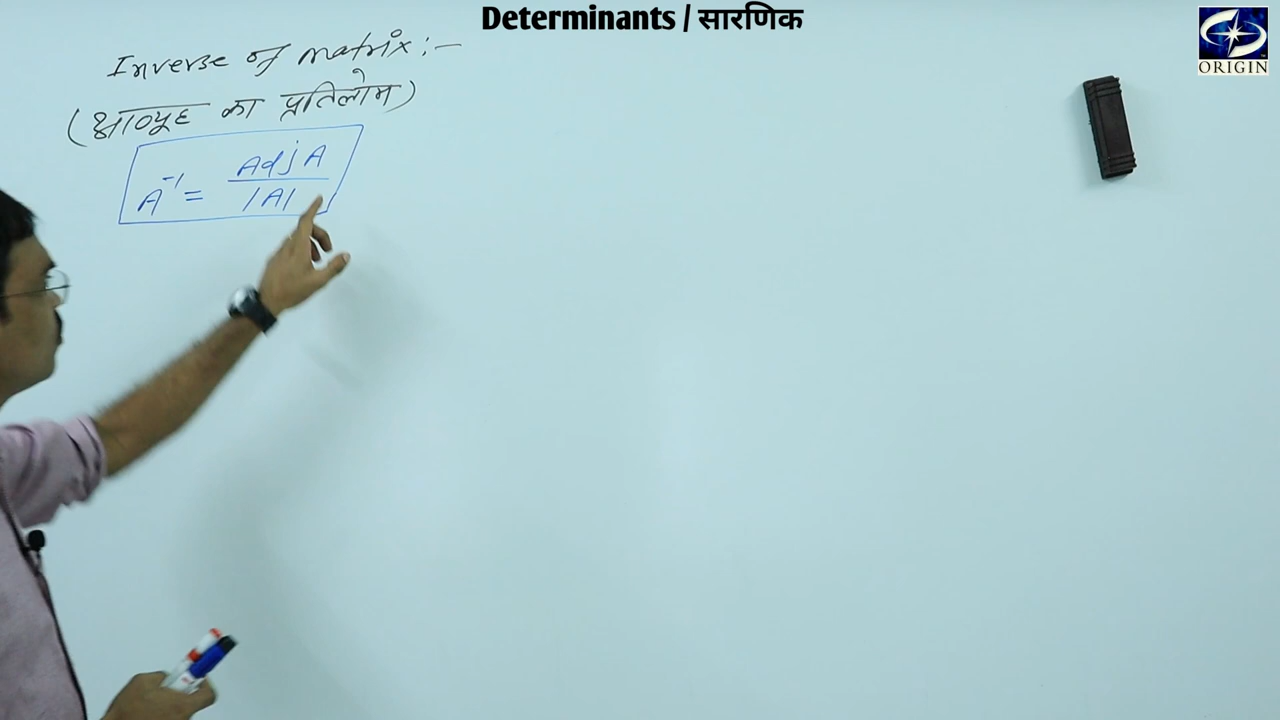 Determinants / सारणिक
ORIGIN
Inverse of matrix :-
(आव्यूह का प्रतिलोम)
A⁻¹ = Adj A / |A|